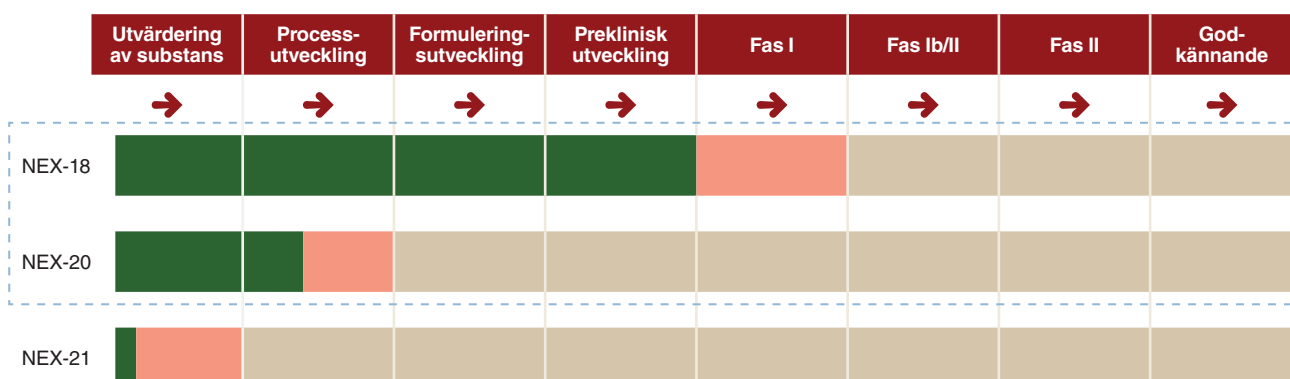 Utvärdering
av substans
Process-
utveckling
Formulering-
sutveckling
Preklinisk
utveckling
Fas I
Fas Ib/II
Fas II
God-
kännande
NEX-18
NEX-20
NEX-21